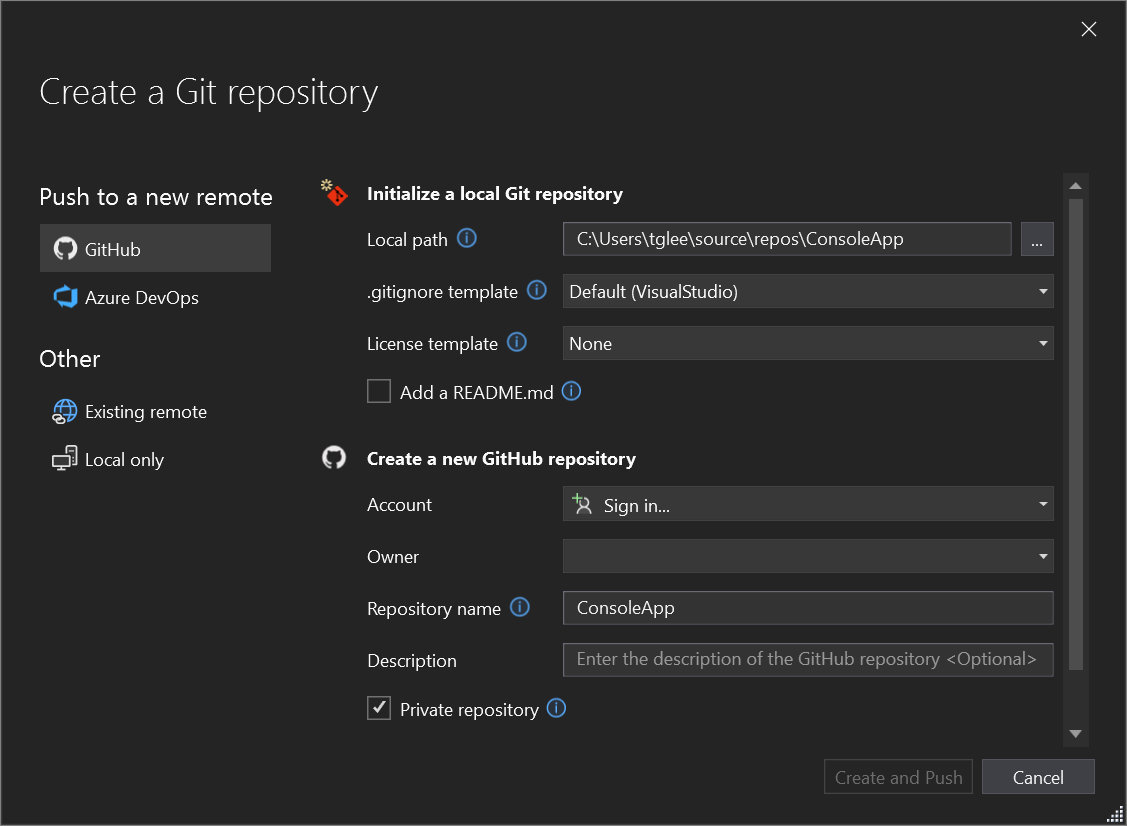 Create a Git repository
Push to a new remote
GitHub
Azure DevOps
Other
Existing remote
Local only
Initialize a local Git repository
Local path
C:\Users\tglee\source\repos\ConsoleApp
...
.gitignore template
Default (VisualStudio)
License template
None
Add a README.md
Create a new GitHub repository
Account
Sign in...
Owner
Repository name
ConsoleApp
Description
Enter the description of the GitHub repository <Optional>
Private repository
Create and Push
Cancel